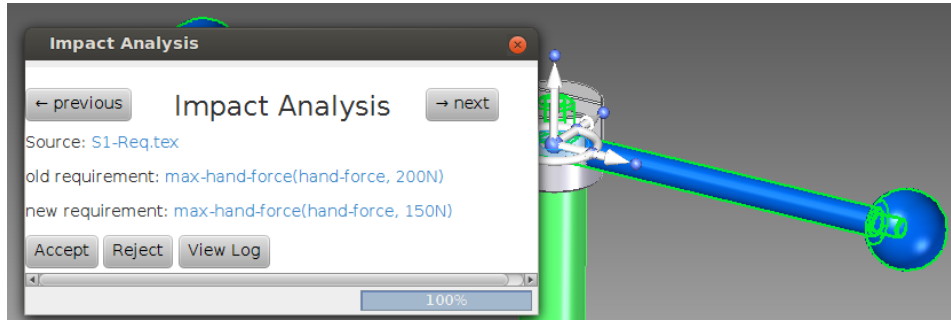 Impact Analysis
← previous Impact Analysis → next
Source: S1-Req.tex
old requirement: max-hand-force(hand-force, 200N)
new requirement: max-hand-force(hand-force, 150N)
Accept Reject View Log
100%